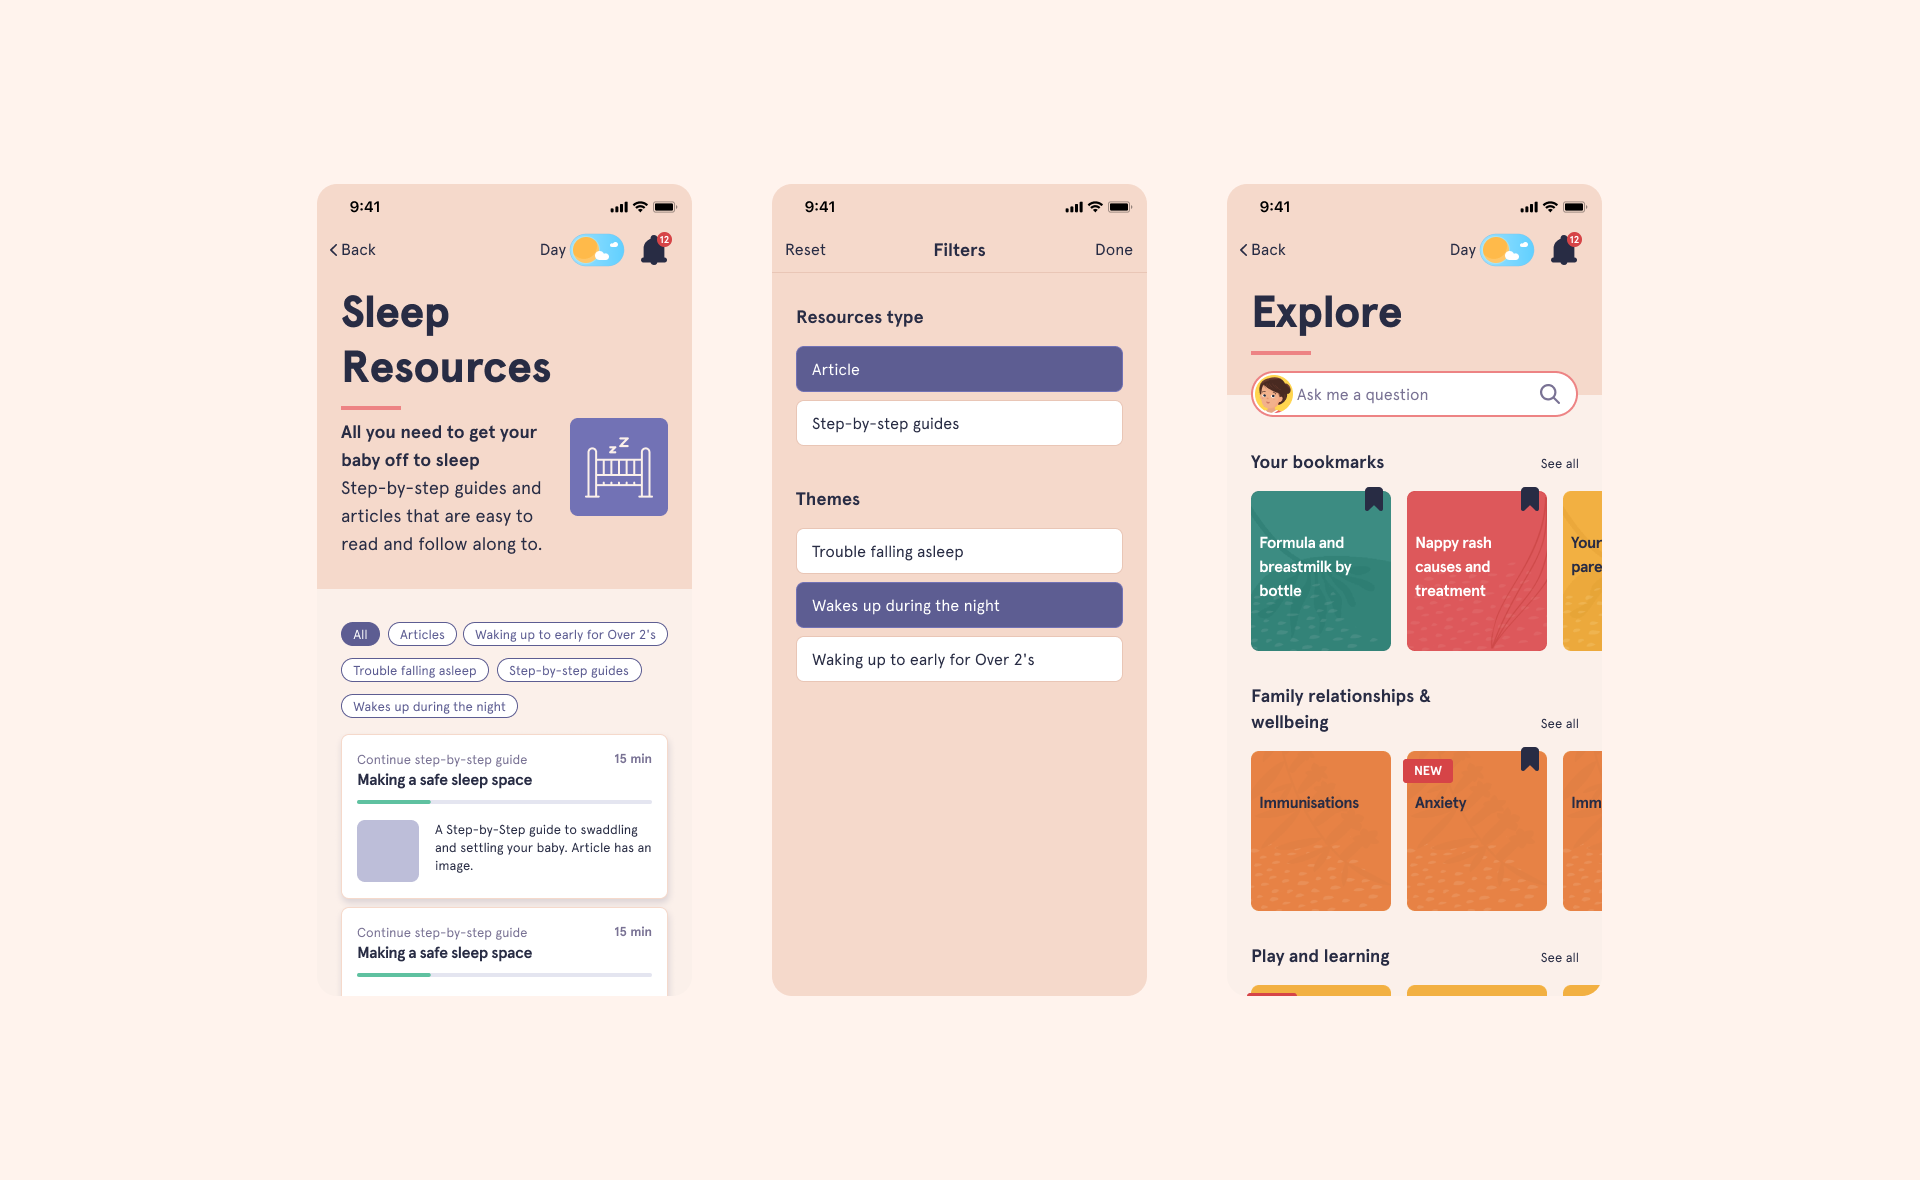 9:41
Back
Day
12
Sleep
Resources
All you need to get your
baby off to sleep
Step-by-step guides and
articles that are easy to
read and follow along to.
z z
All
Articles
Waking up to early for Over 2's
Trouble falling asleep
Step-by-step guides
Wakes up during the night
Continue step-by-step guide
15 min
Making a safe sleep space
A Step-by-Step guide to swaddling
and settling your baby. Article has an
image.
Continue step-by-step guide
15 min
Making a safe sleep space
9:41
Reset
Filters
Done
Resources type
Article
Step-by-step guides
Themes
Trouble falling asleep
Wakes up during the night
Waking up to early for Over 2's
9:41
Back
Day
12
Explore
Ask me a question
Your bookmarks
See all
Formula and
breastmilk by
bottle
Nappy rash
causes and
treatment
Your
pare
Family relationships &
wellbeing
See all
Immunisations
NEW
Anxiety
Imm
Play and learning
See all